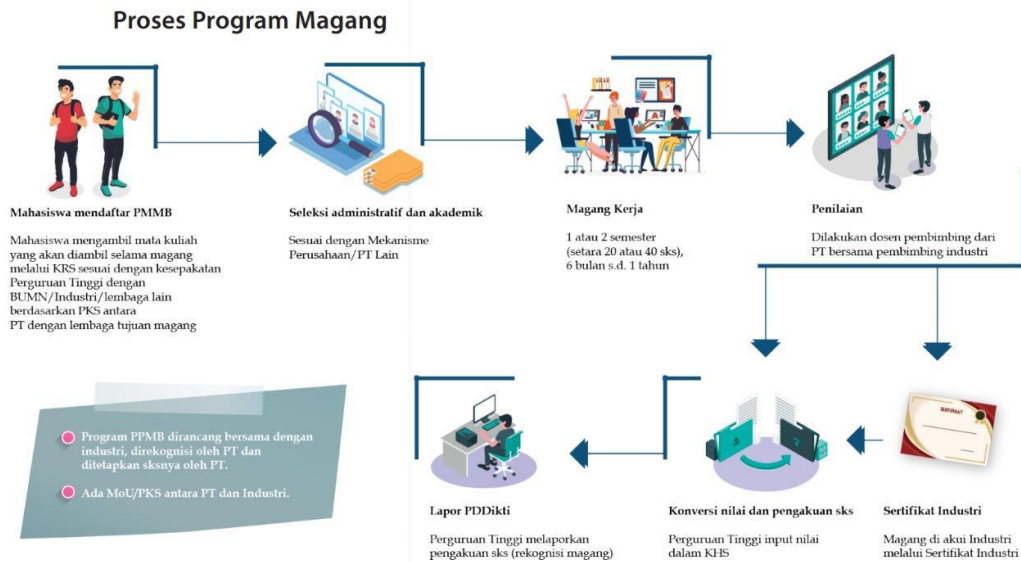 Proses Program Magang
Mahasiswa mendaftar PMMB
Mahasiswa mengambil mata kuliah
yang akan diambil selama magang
melalui KRS sesuai dengan kesepakatan
Perguruan Tinggi dengan
BUMN/Industri/lembaga lain
berdasarkan PKS antara
PT dengan lembaga tujuan magang
Seleksi administratif dan akademik
Sesuai dengan Mekanisme
Perusahaan/PT Lain
Magang Kerja
1 atau 2 semester
(setara 20 atau 40 sks),
6 bulan s.d. 1 tahun
Penilaian
Dilakukan dosen pembimbing dari
PT bersama pembimbing industri
SERTIFIKAT
Sertifikat Industri
Magang di akui Industri
melalui Sertifikat Industri
Konversi nilai dan pengakuan sks
Perguruan Tinggi input nilai
dalam KHS
Lapor PDDikti
Perguruan Tinggi melaporkan
pengakuan sks (rekognisi magang)
Program PPMB dirancang bersama dengan
industri, direkognisi oleh PT dan
ditetapkan sksnya oleh PT.
Ada MoU/PKS antara PT dan Industri.